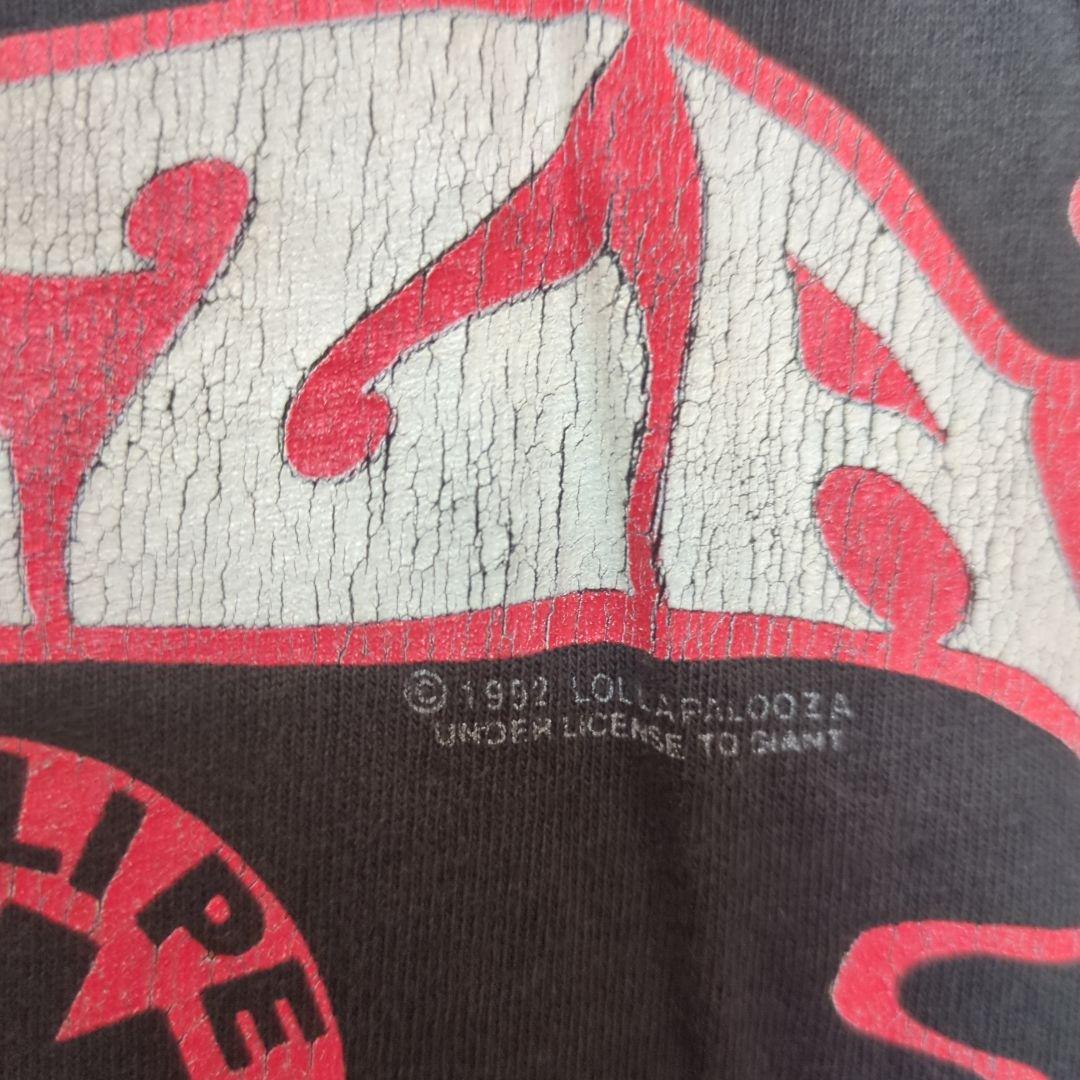 © 1992 LOLLAPALOOZA
UNDER LICENSE TO GIANT
LIPE